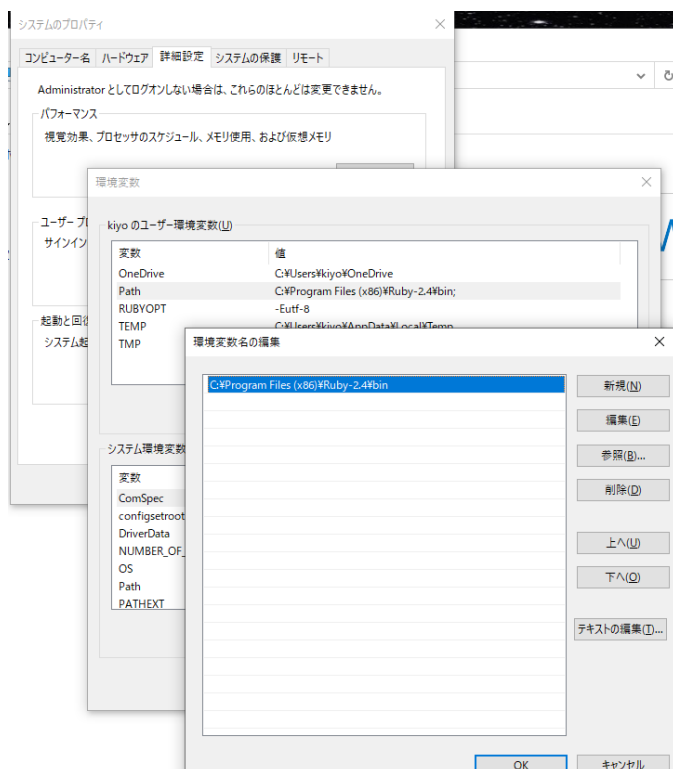 システムのプロパティ
コンピューター名 ハードウェア 詳細設定 システムの保護 リモート
Administrator としてログオンしない場合は、これらのほとんどは変更できません。
パフォーマンス
視覚効果、プロセッサのスケジュール、メモリ使用、および仮想メモリ
環境変数
ユーザー プロ
サインイン
kiyo のユーザー環境変数(U)
変数 値
OneDrive C:¥Users¥kiyo¥OneDrive
Path C:¥Program Files (x86)¥Ruby-2.4¥bin;
RUBYOPT -Eutf-8
TEMP C:¥Users¥kiyo¥AppData¥Local¥Temp
TMP
起動と回復
システム起
環境変数名の編集
C:¥Program Files (x86)¥Ruby-2.4¥bin
新規(N)
編集(E)
参照(B)...
削除(D)
上へ(U)
下へ(O)
テキストの編集(T)...
システム環境変数
変数
ComSpec
configsetroot
DriverData
NUMBER_OF_
OS
Path
PATHEXT
OK キャンセル